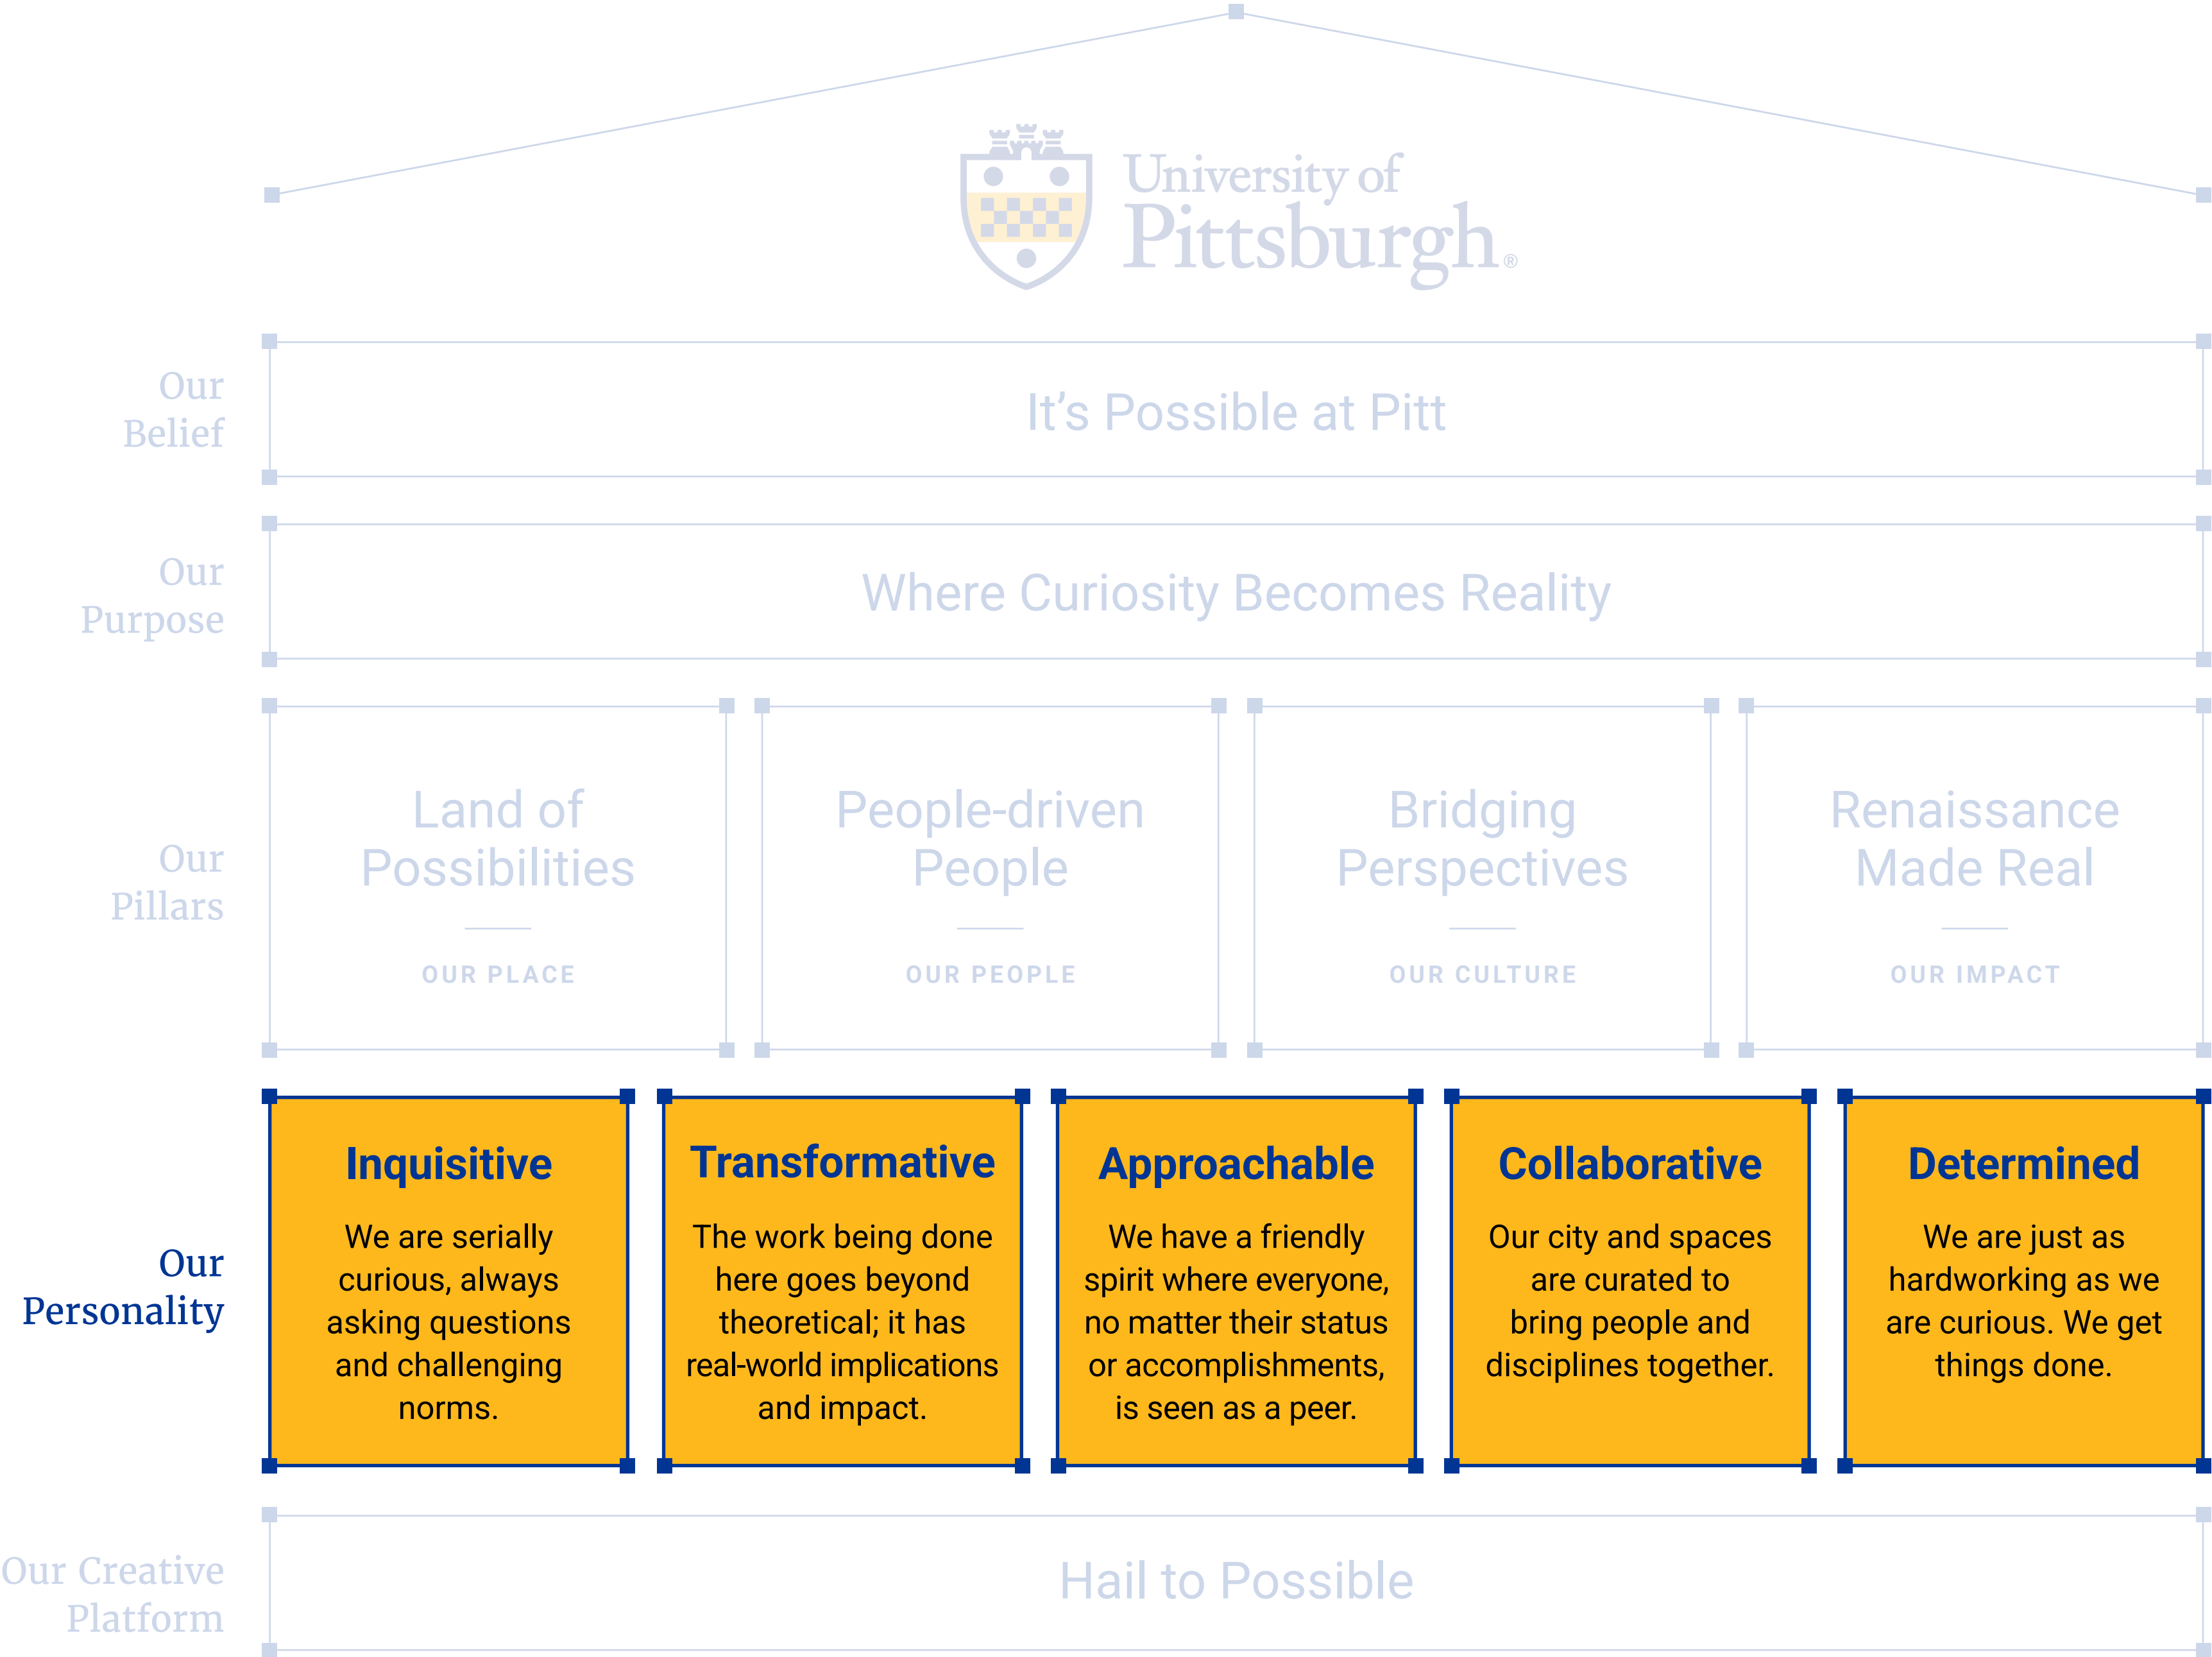 University of
Pittsburgh®
Our
Belief
It’s Possible at Pitt
Our
Purpose
Where Curiosity Becomes Reality
Our
Pillars
Land of
Possibilities
OUR PLACE
People-driven
People
OUR PEOPLE
Bridging
Perspectives
OUR CULTURE
Renaissance
Made Real
OUR IMPACT
Our
Personality
Inquisitive
We are serially
curious, always
asking questions
and challenging
norms.
Transformative
The work being done
here goes beyond
theoretical; it has
real-world implications
and impact.
Approachable
We have a friendly
spirit where everyone,
no matter their status
or accomplishments,
is seen as a peer.
Collaborative
Our city and spaces
are curated to
bring people and
disciplines together.
Determined
We are just as
hardworking as we
are curious. We get
things done.
Our Creative
Platform
Hail to Possible